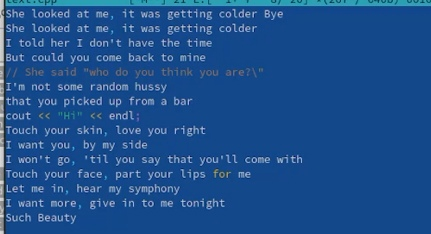 She looked at me, it was getting colder Bye
She looked at me, it was getting colder
I told her I don't have the time
But could you come back to mine
// She said "who do you think you are?\"
I'm not some random hussy
that you picked up from a bar
cout << "Hi" << endl;
Touch your skin, love you right
I want you, by my side
I won't go, 'til you say that you'll come with
Touch your face, part your lips for me
Let me in, hear my symphony
I want more, give in to me tonight
Such Beauty